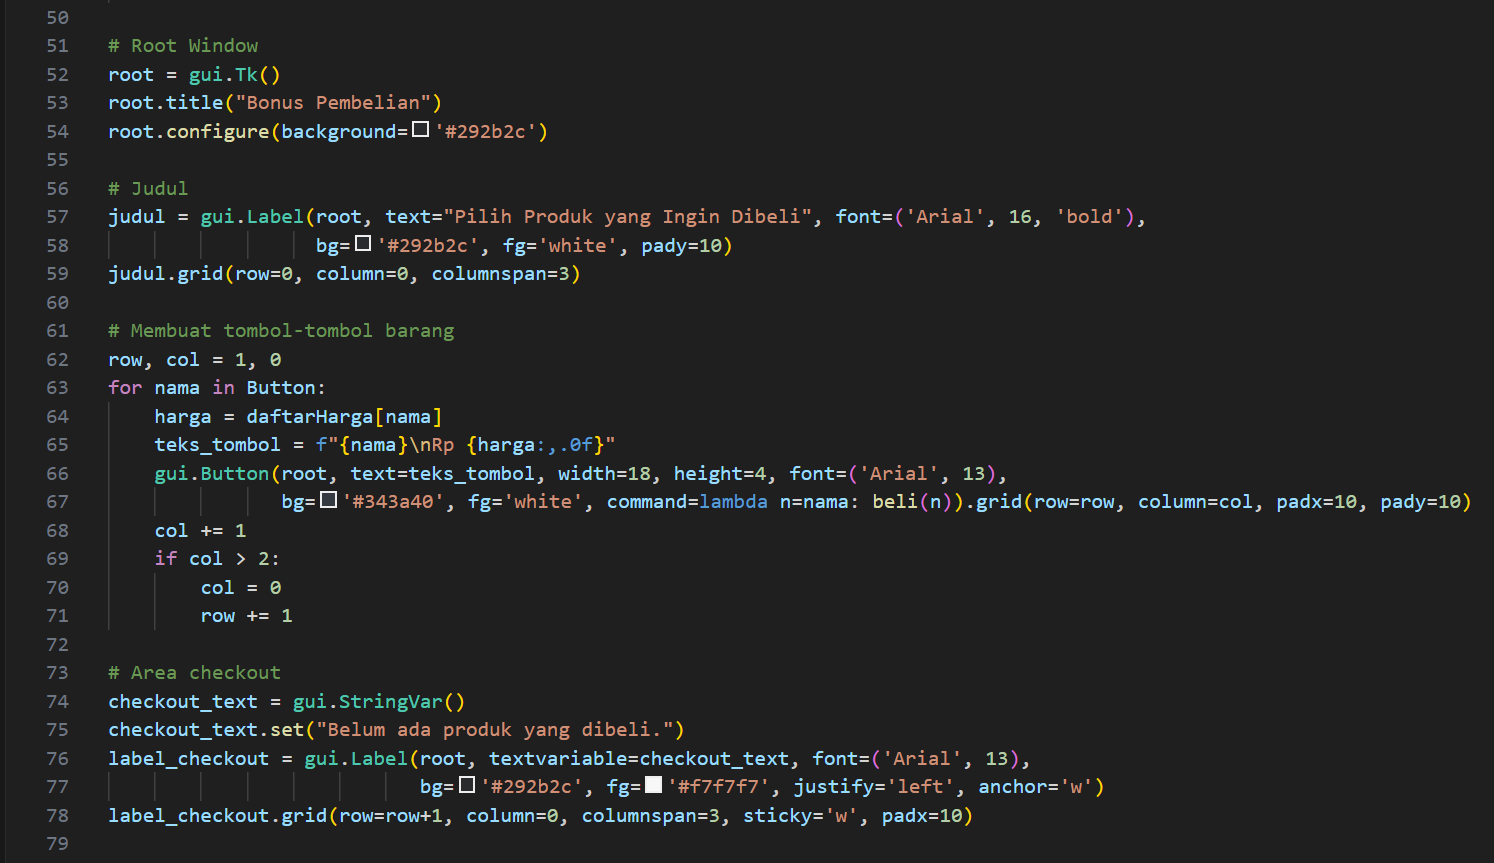 50
51 # Root Window
52 root = gui.Tk()
53 root.title("Bonus Pembelian")
54 root.configure(background='#292b2c')
55
56 # Judul
57 judul = gui.Label(root, text="Pilih Produk yang Ingin Dibeli", font=('Arial', 16, 'bold'),
58 bg='#292b2c', fg='white', pady=10)
59 judul.grid(row=0, column=0, columnspan=3)
60
61 # Membuat tombol-tombol barang
62 row, col = 1, 0
63 for nama in Button:
64     harga = daftarHarga[nama]
65     teks_tombol = f"{nama}\nRp {harga:,.0f}"
66     gui.Button(root, text=teks_tombol, width=18, height=4, font=('Arial', 13),
67                bg='#343a40', fg='white', command=lambda n=nama: beli(n)).grid(row=row, column=col, padx=10, pady=10)
68     col += 1
69     if col > 2:
70         col = 0
71         row += 1
72
73 # Area checkout
74 checkout_text = gui.StringVar()
75 checkout_text.set("Belum ada produk yang dibeli.")
76 label_checkout = gui.Label(root, textvariable=checkout_text, font=('Arial', 13),
77                            bg='#292b2c', fg='#f7f7f7', justify='left', anchor='w')
78 label_checkout.grid(row=row+1, column=0, columnspan=3, sticky='w', padx=10)
79